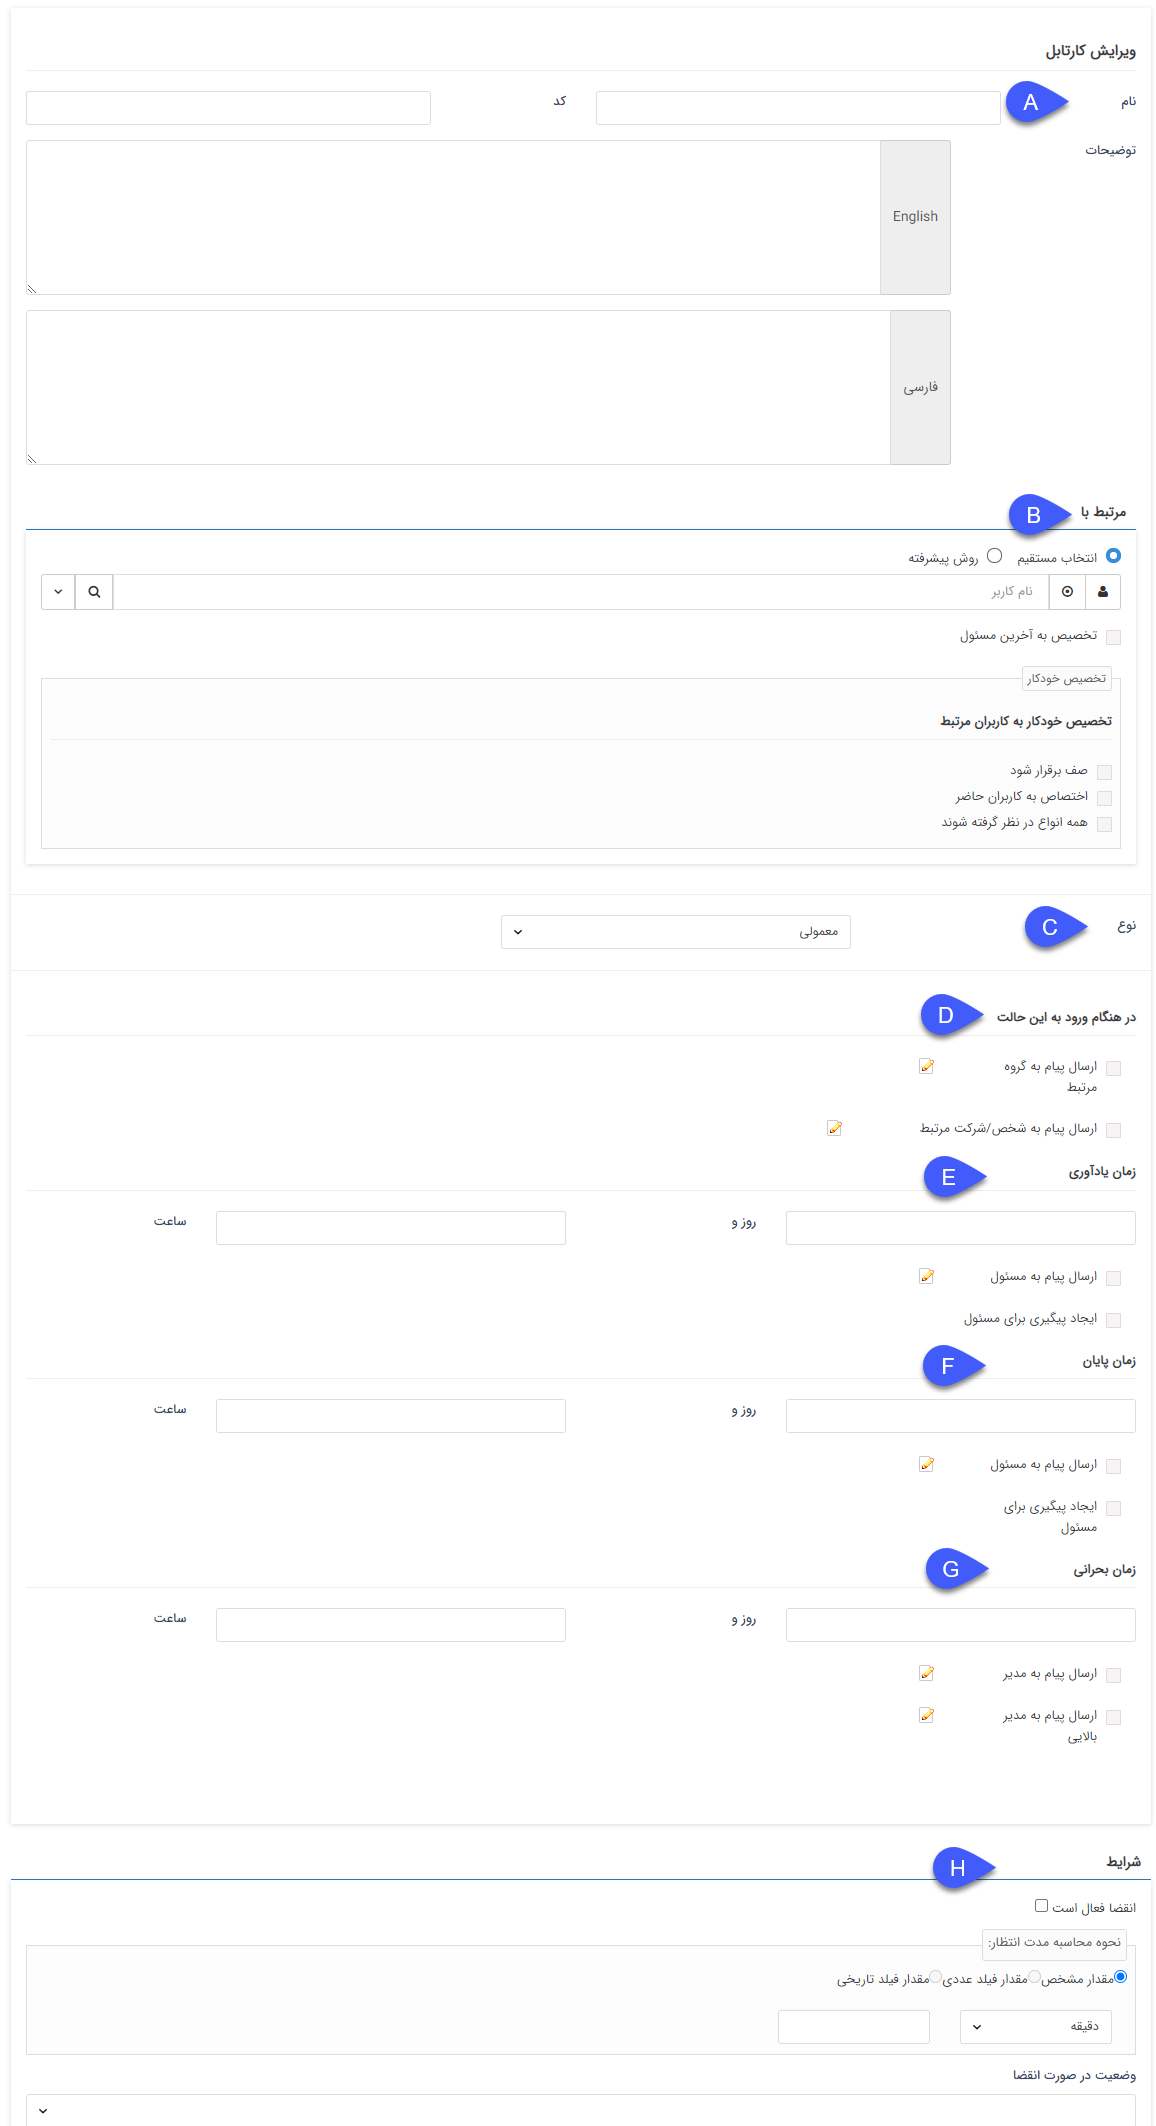 ویرایش کارتابل
نام
A
کد
توضیحات
English
فارسی
مرتبط با
B
انتخاب مستقیم
روش پیشرفته
نام کاربر
تخصیص به آخرین مسئول
تخصیص خودکار
تخصیص خودکار به کاربران مرتبط
صف برقرار شود
اختصاص به کاربران حاضر
همه انواع در نظر گرفته شوند
نوع
C
معمولی
در هنگام ورود به این حالت
D
ارسال پیام به گروه
مرتبط
ارسال پیام به شخص/شرکت مرتبط
زمان یادآوری
E
روز و
ساعت
ارسال پیام به مسئول
ایجاد پیگیری برای مسئول
زمان پایان
F
روز و
ساعت
ارسال پیام به مسئول
ایجاد پیگیری برای
مسئول
زمان بحرانی
G
روز و
ساعت
ارسال پیام به مدیر
ارسال پیام به مدیر
بالایی
شرایط
H
انقضا فعال است
نحوه محاسبه مدت انتظار:
مقدار مشخص
مقدار فیلد عددی
مقدار فیلد تاریخی
دقیقه
وضعیت در صورت انقضا